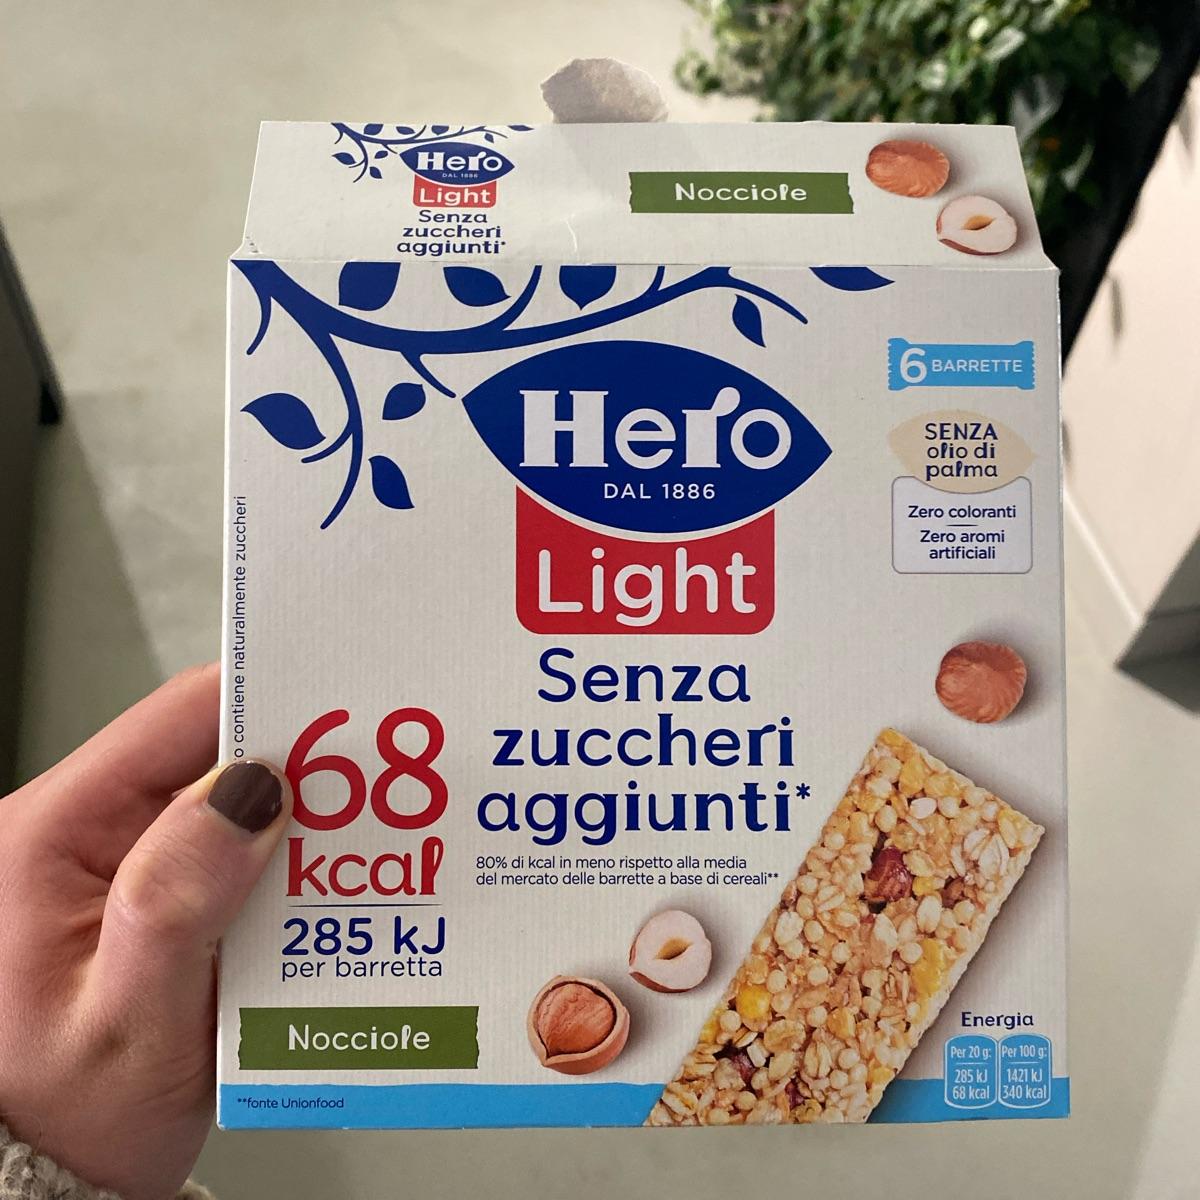 Hero
DAL 1886
Light
Senza
zuccheri
aggiunti*
Nocciole
6 BARRETTE
SENZA
olio di
palma
Zero coloranti
Zero aromi
artificiali
Hero
DAL 1886
Light
Senza
zuccheri
aggiunti*
80% di kcal in meno rispetto alla media
del mercato delle barrette a base di cereali**
o contiene naturalmente zuccheri
68
kcal
285 kJ
per barretta
Nocciole
Energia
Per 20 g:
285 kJ
68 kcal
Per 100 g:
1421 kJ
340 kcal
**fonte Unionfood